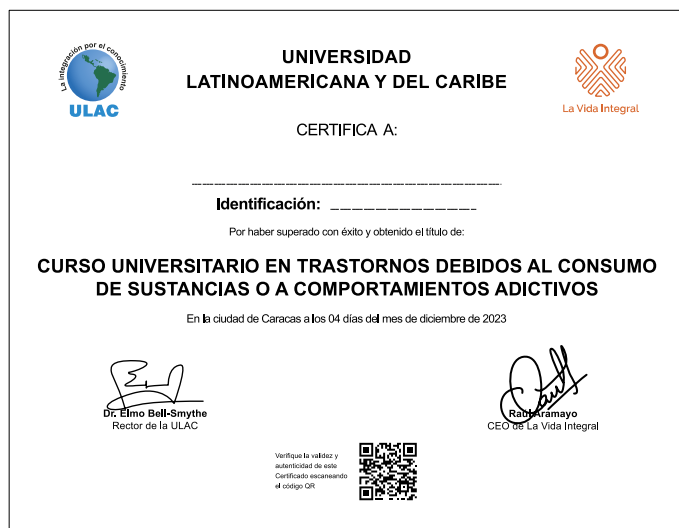 La integración por el conocimiento
ULAC
UNIVERSIDAD
LATINOAMERICANA Y DEL CARIBE
La Vida Integral
CERTIFICA A:
Identificación:
Por haber superado con éxito y obtenido el título de:
CURSO UNIVERSITARIO EN TRASTORNOS DEBIDOS AL CONSUMO
DE SUSTANCIAS O A COMPORTAMIENTOS ADICTIVOS
En la ciudad de Caracas a los 04 días del mes de diciembre de 2023
Dr. Elmo Bell-Smythe
Rector de la ULAC
Raúl Aramayo
CEO de La Vida Integral
Verifique la validez y
autenticidad de este
Certificado escaneando
el código QR